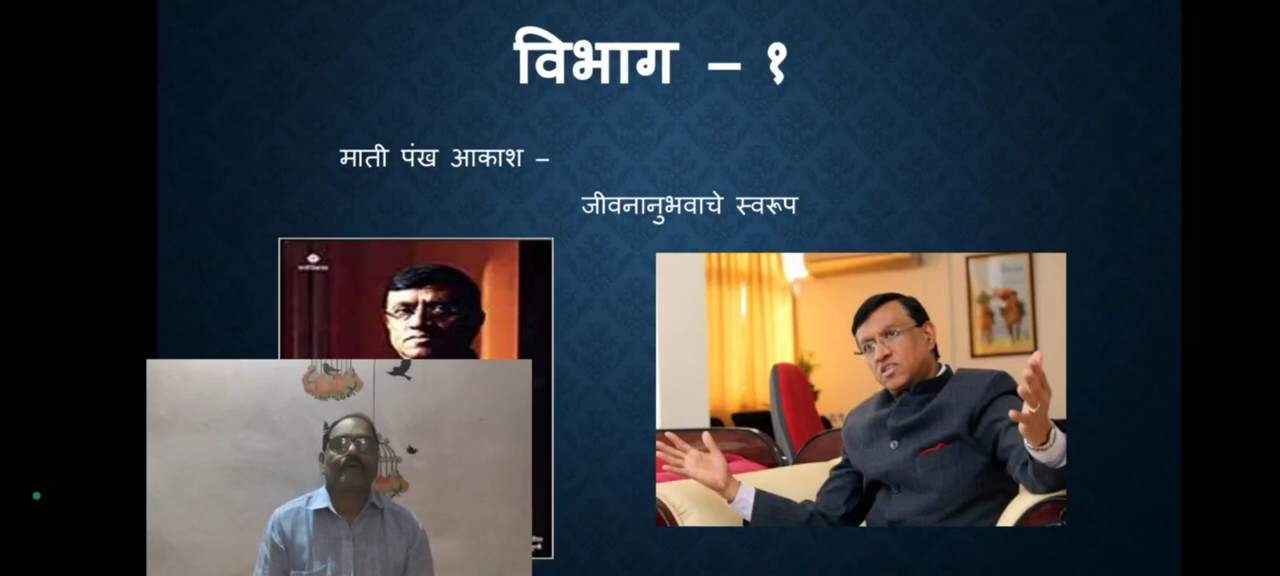 विभाग – १
माती पंख आकाश –
जीवनानुभवाचे स्वरूप